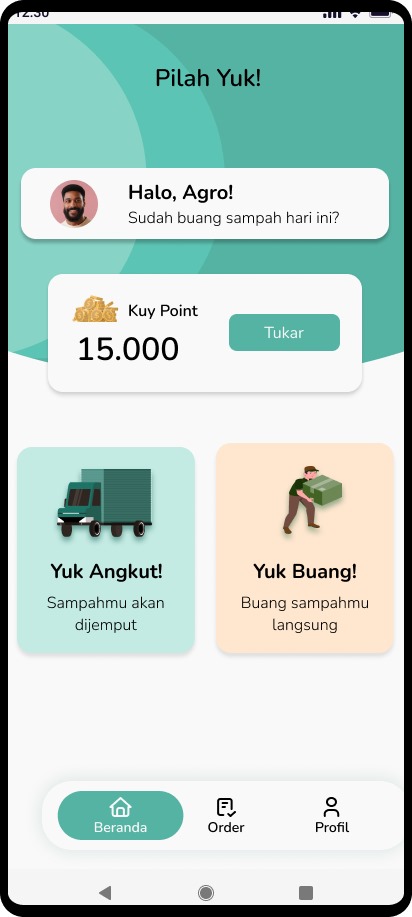 12:30
Pilah Yuk!
Halo, Agro!
Sudah buang sampah hari ini?
Kuy Point
15.000
Tukar
Yuk Angkut!
Sampahmu akan
dijemput
Yuk Buang!
Buang sampahmu
langsung
Beranda
Order
Profil